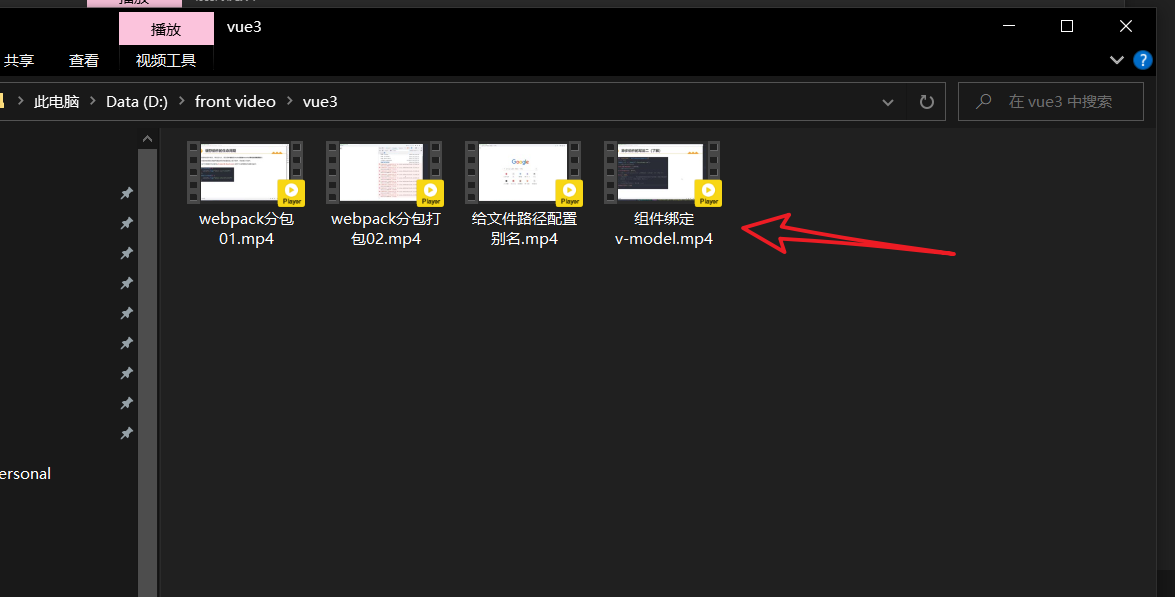 播放
播放
vue3
共享
查看
视频工具
?
此电脑
Data (D:)
front video
vue3
在 vue3 中搜索
Google
Player
Player
Player
Player
webpack分包
01.mp4
webpack分包打
包02.mp4
给文件路径配置
别名.mp4
组件绑定
v-model.mp4
ersonal